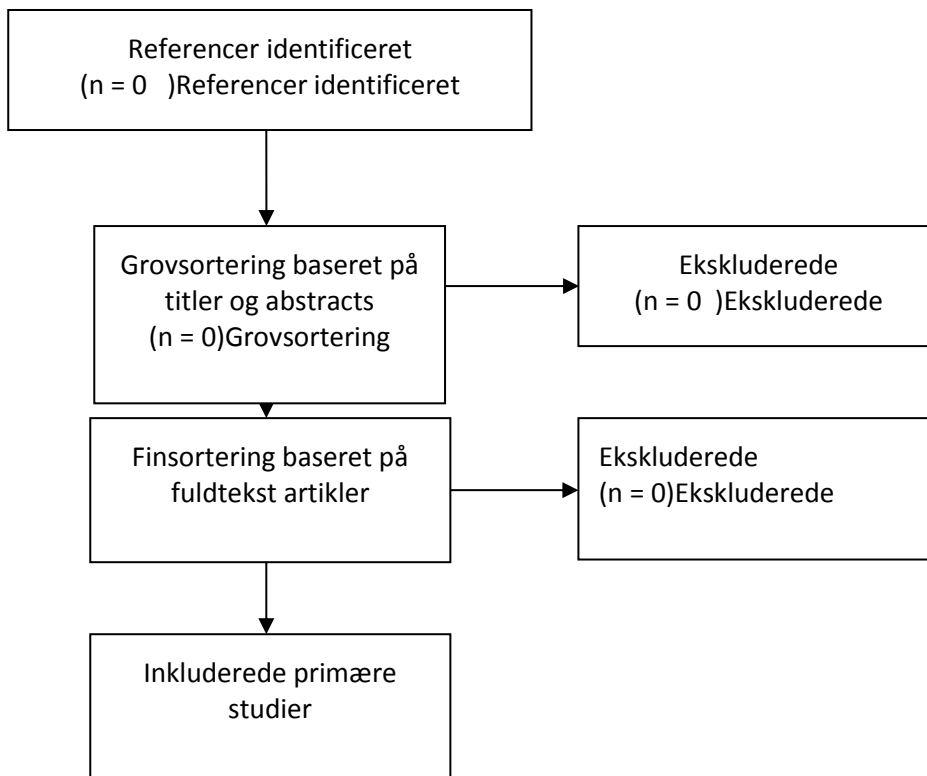 Referencer identificeret
(n = 0   )Referencer identificeret
Grovsortering baseret på
titler og abstracts
(n = 0)Grovsortering
Ekskluderede
(n = 0  )Ekskluderede
Finsortering baseret på
fuldtekst artikler
Ekskluderede
(n = 0)Ekskluderede
Inkluderede primære
studier